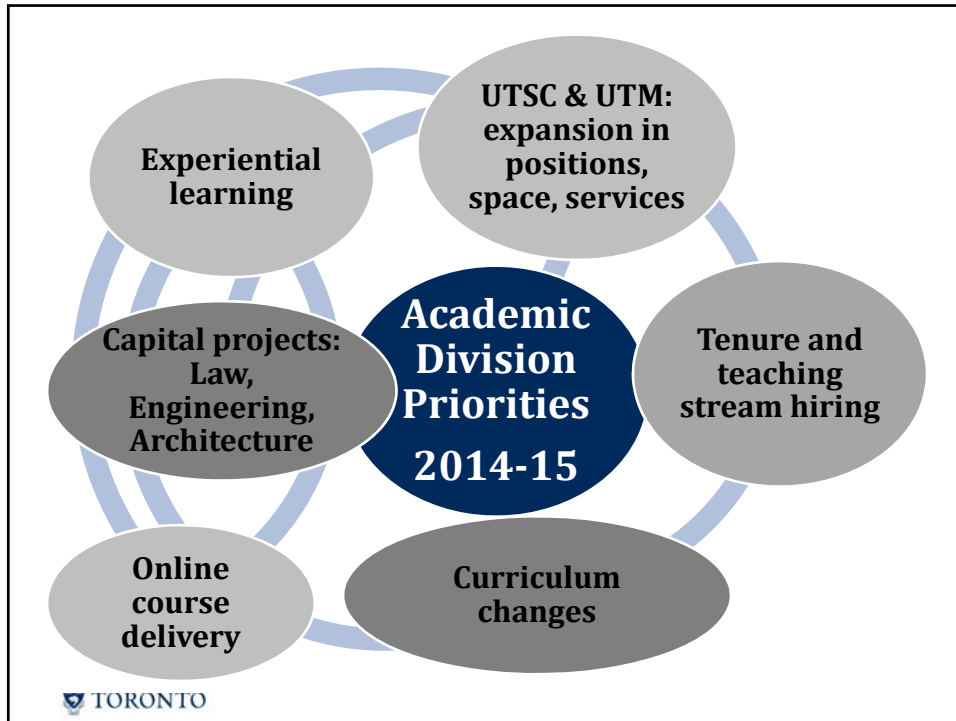 Experiential
learning
UTSC & UTM:
expansion in
positions,
space, services
Capital projects:
Law,
Engineering,
Architecture
Academic
Division
Priorities
2014-15
Tenure and
teaching
stream hiring
Online
course
delivery
Curriculum
changes
TORONTO